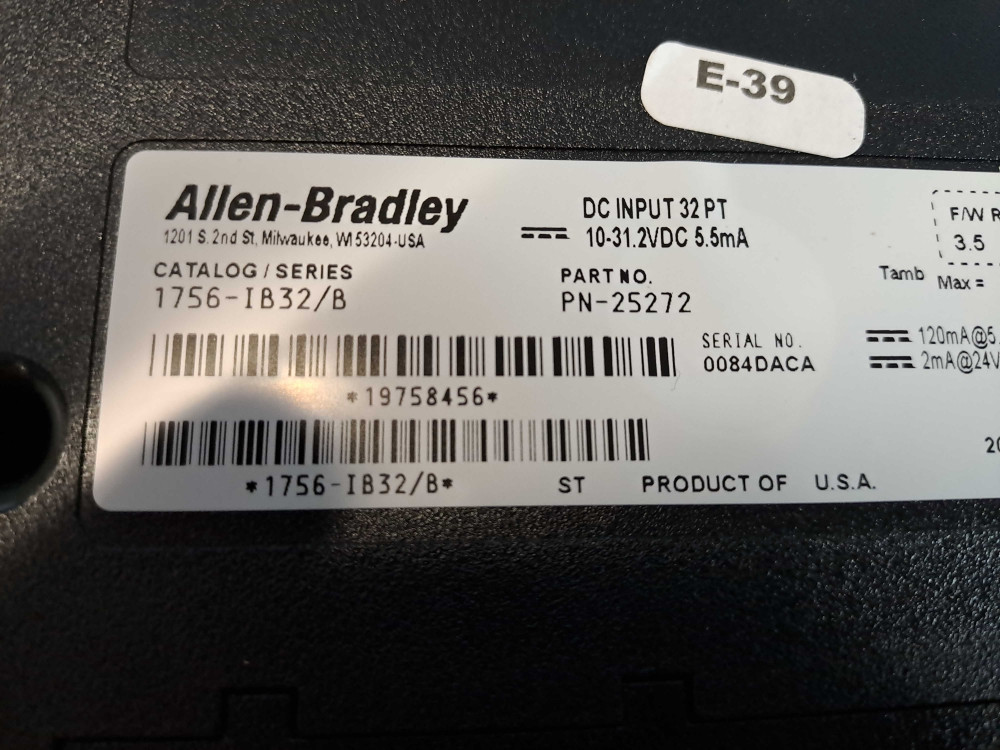 E-39
Allen-Bradley
1201 S. 2nd St, Milwaukee, WI 53204-USA
DC INPUT 32 PT
10-31.2VDC 5.5mA
F/W
3.5
CATALOG / SERIES
1756-IB32/B
PART NO.
PN-25272
Tamb Max =
SERIAL NO.
0084DACA
120mA@5.
2mA@24V
*19758456*
*1756-IB32/B*
ST PRODUCT OF U.S.A.